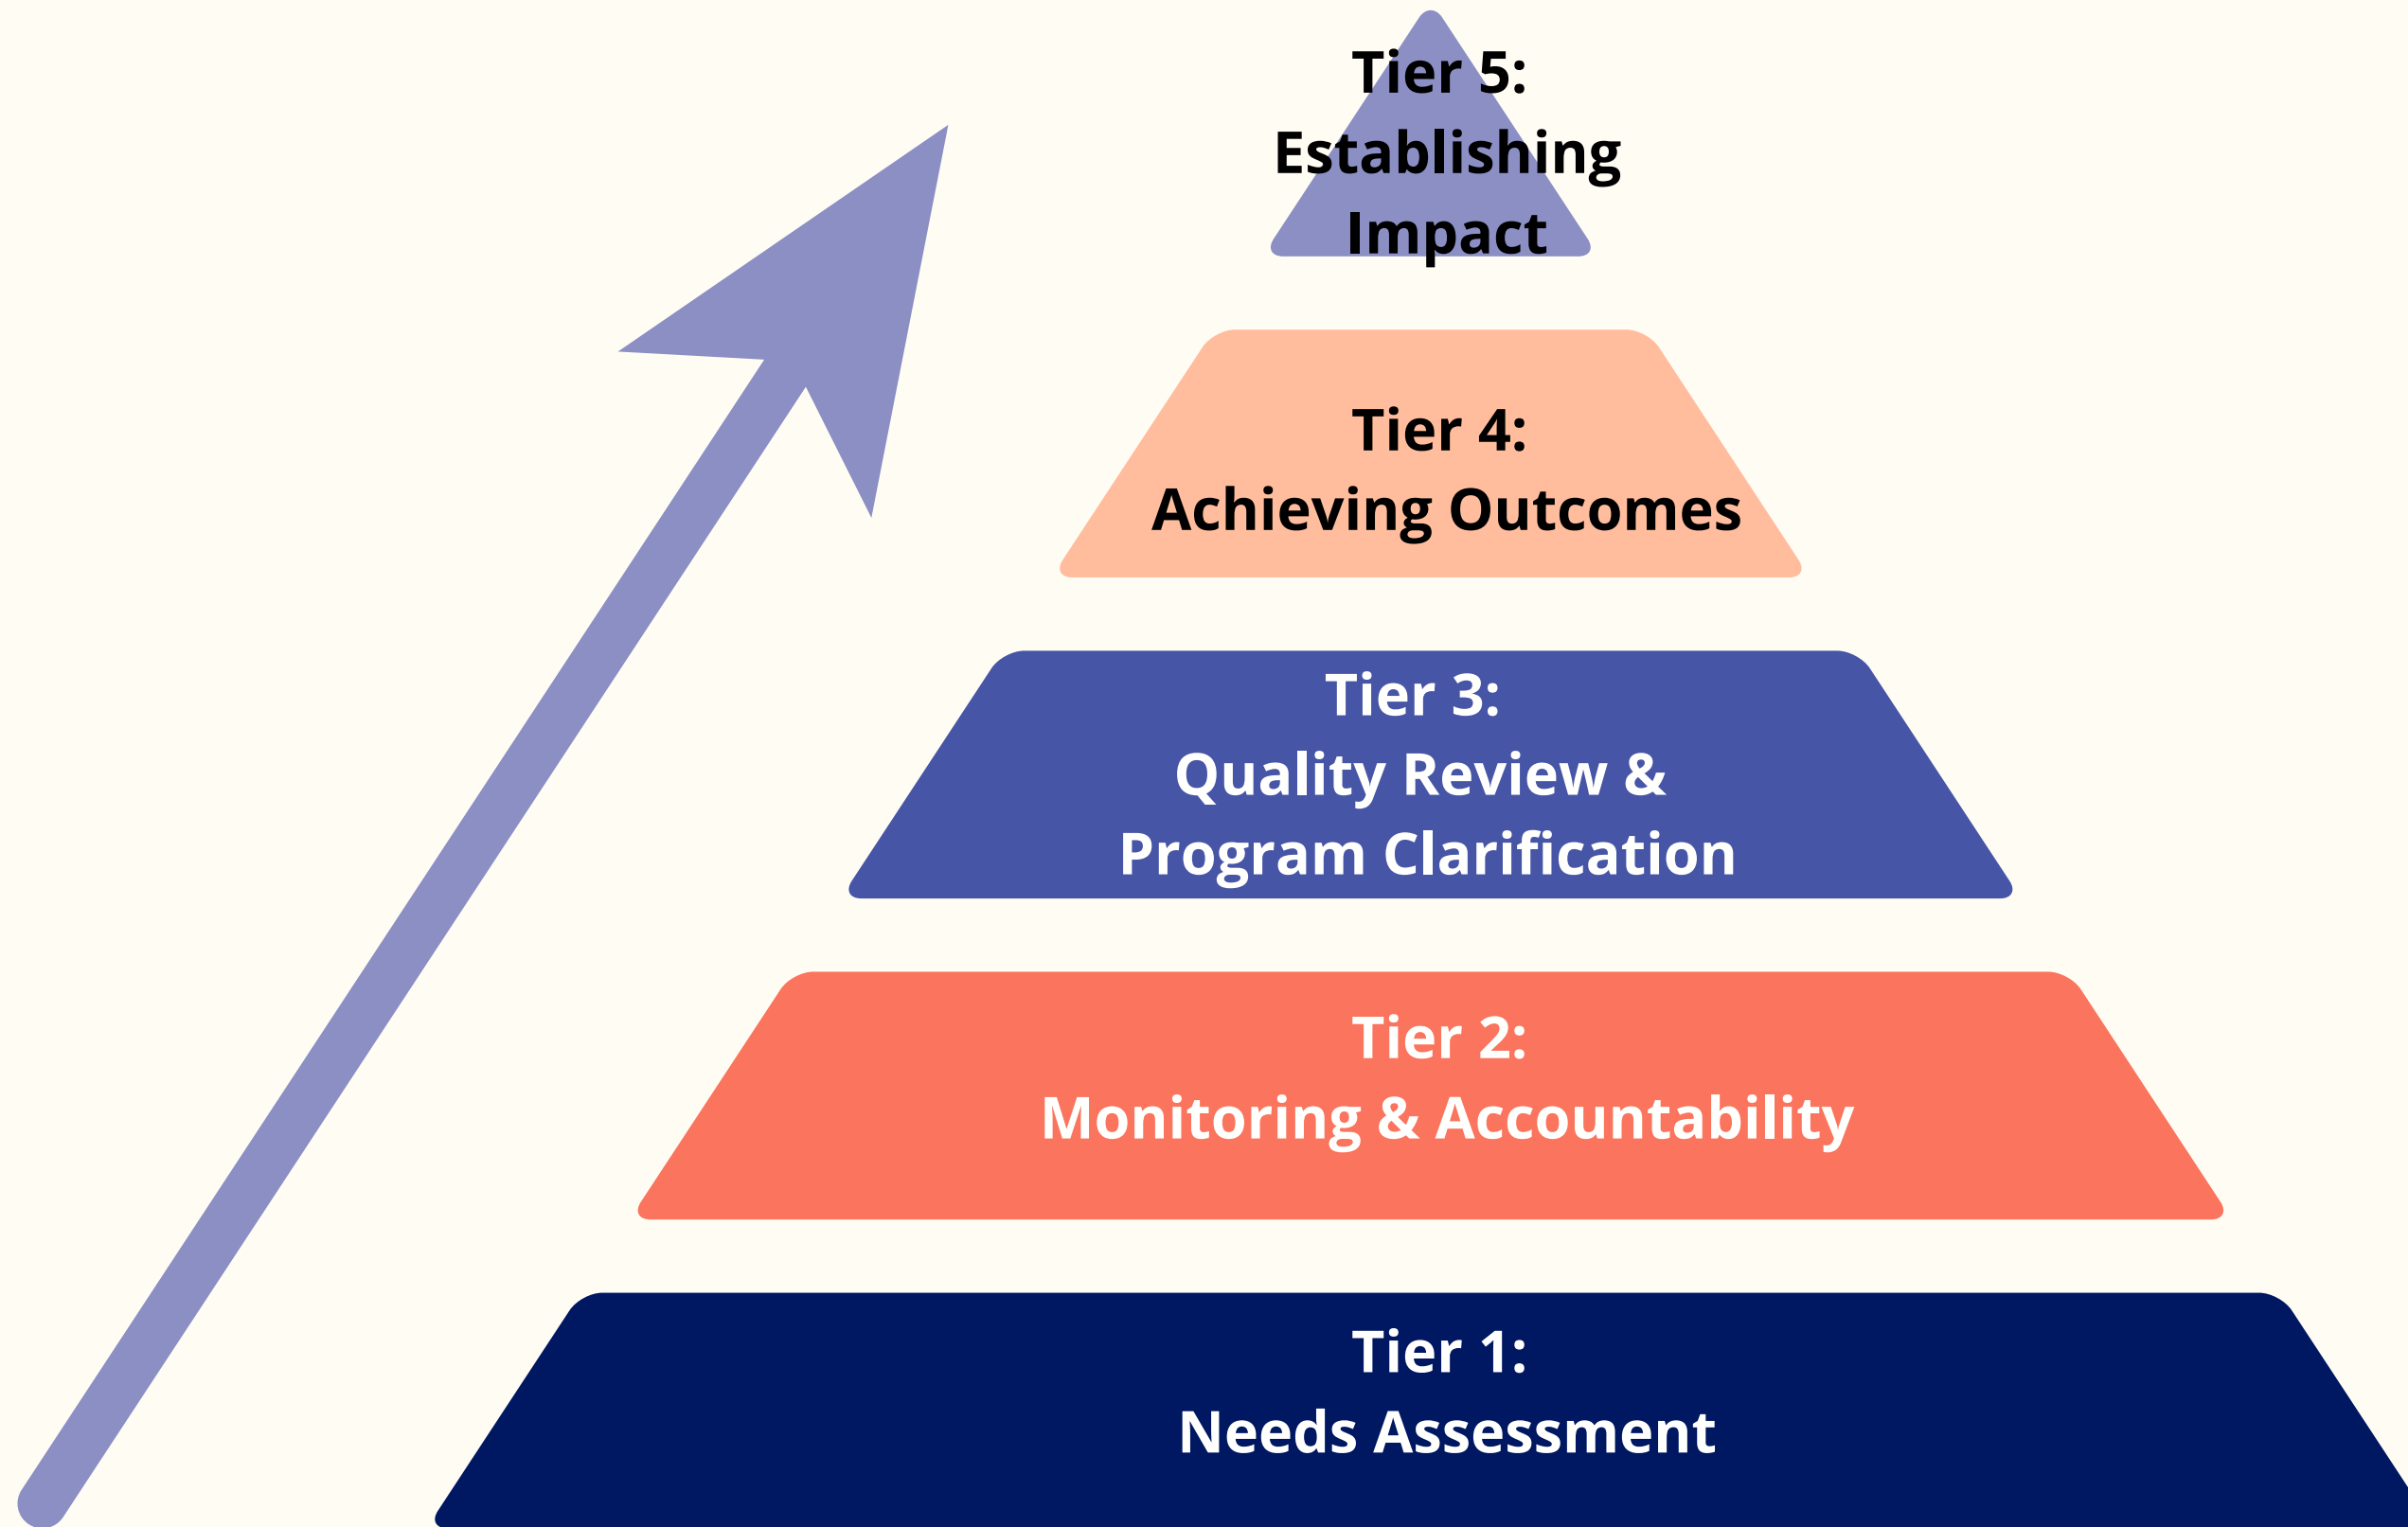 Tier 5:
Establishing
Impact
Tier 4:
Achieving Outcomes
Tier 3:
Quality Review &
Program Clarification
Tier 2:
Monitoring & Accountability
Tier 1:
Needs Assessment